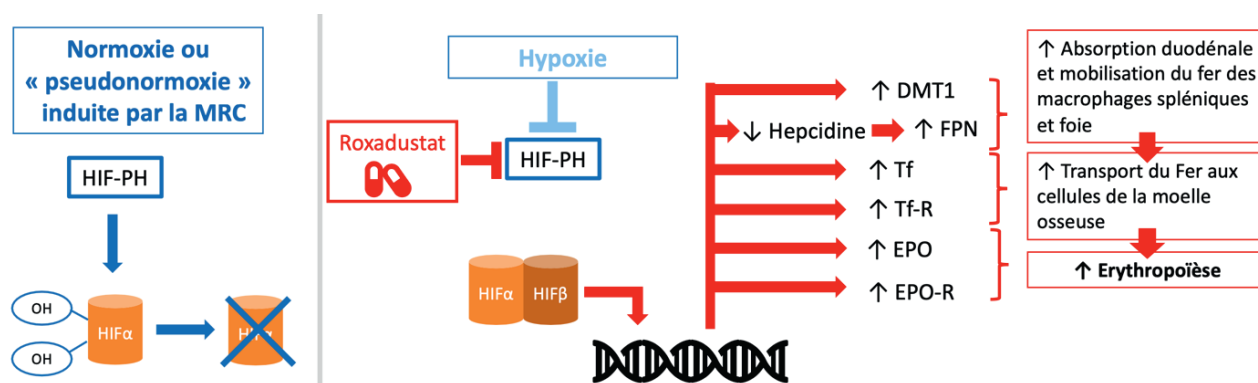 Normoxie ou
« pseudonormoxie »
induite par la MRC
HIF-PH
OH
OH
HIFα
HIFα
Hypoxie
Roxadustat
HIF-PH
HIFα
HIFβ
↑ DMT1
↓ Hepcidine
↑ FPN
↑ Tf
↑ Tf-R
↑ EPO
↑ EPO-R
↑ Absorption duodénale
et mobilisation du fer des
macrophages spléniques
et foie
↑ Transport du Fer aux
cellules de la moelle
osseuse
↑ Erythropoïèse